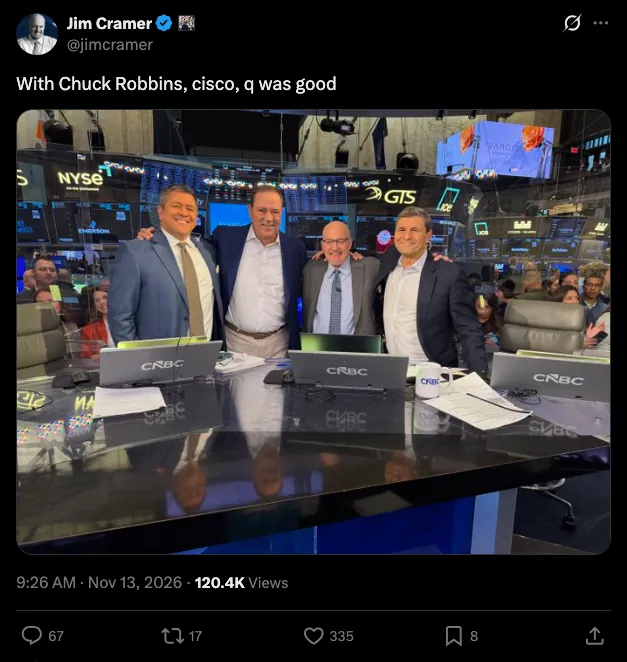 Jim Cramer
@jimcramer
With Chuck Robbins, cisco, q was good
NYSE
GTS
EMERSON
CNBC
CNBC
CNBC
CNBC
9:26 AM · Nov 13, 2026 · 120.4K Views
67
17
335
8